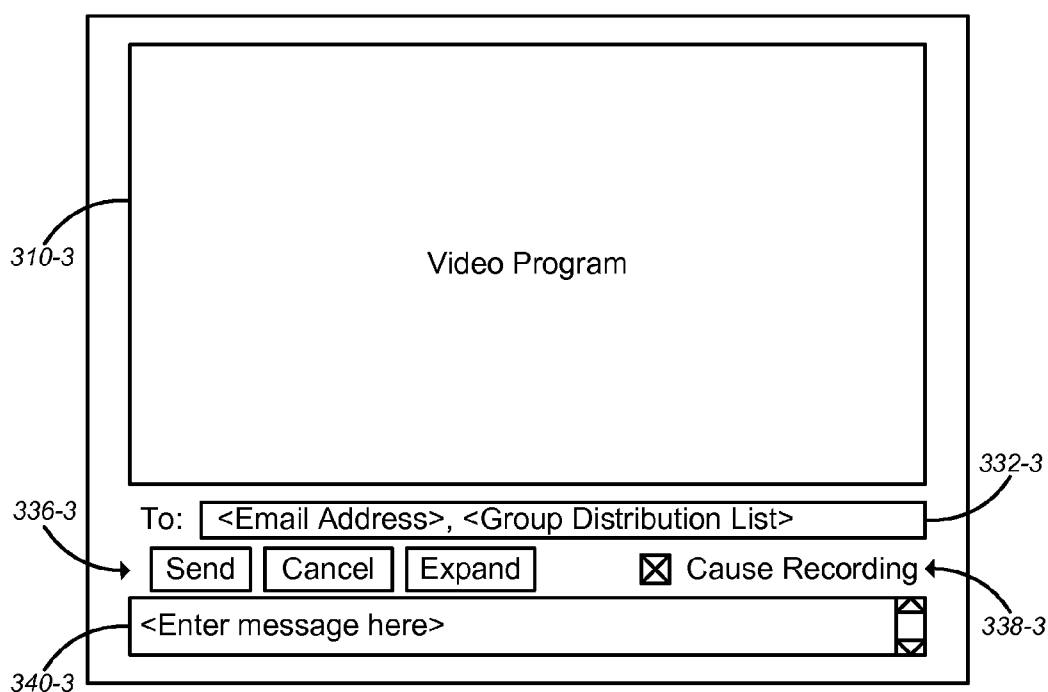 310-3
Video Program
332-3
336-3
To: <Email Address>, <Group Distribution List>
Send Cancel Expand Cause Recording
338-3
<Enter message here>
340-3